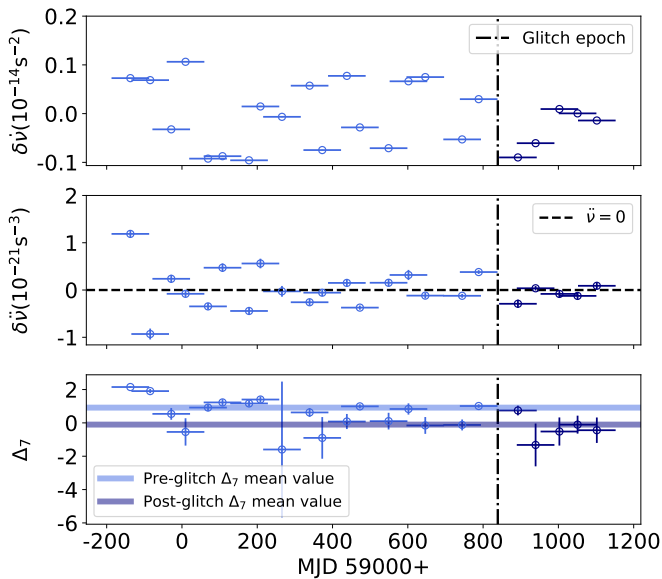 0.2
0.1
0.0
-0.1
δν̇(10⁻¹⁴s⁻²)
Glitch epoch
2
1
0
-1
δν̈(10⁻²¹s⁻³)
ν̈ = 0
2
0
-2
-4
-6
Δ₇
Pre-glitch Δ₇ mean value
Post-glitch Δ₇ mean value
-200 0 200 400 600 800 1000 1200
MJD 59000+